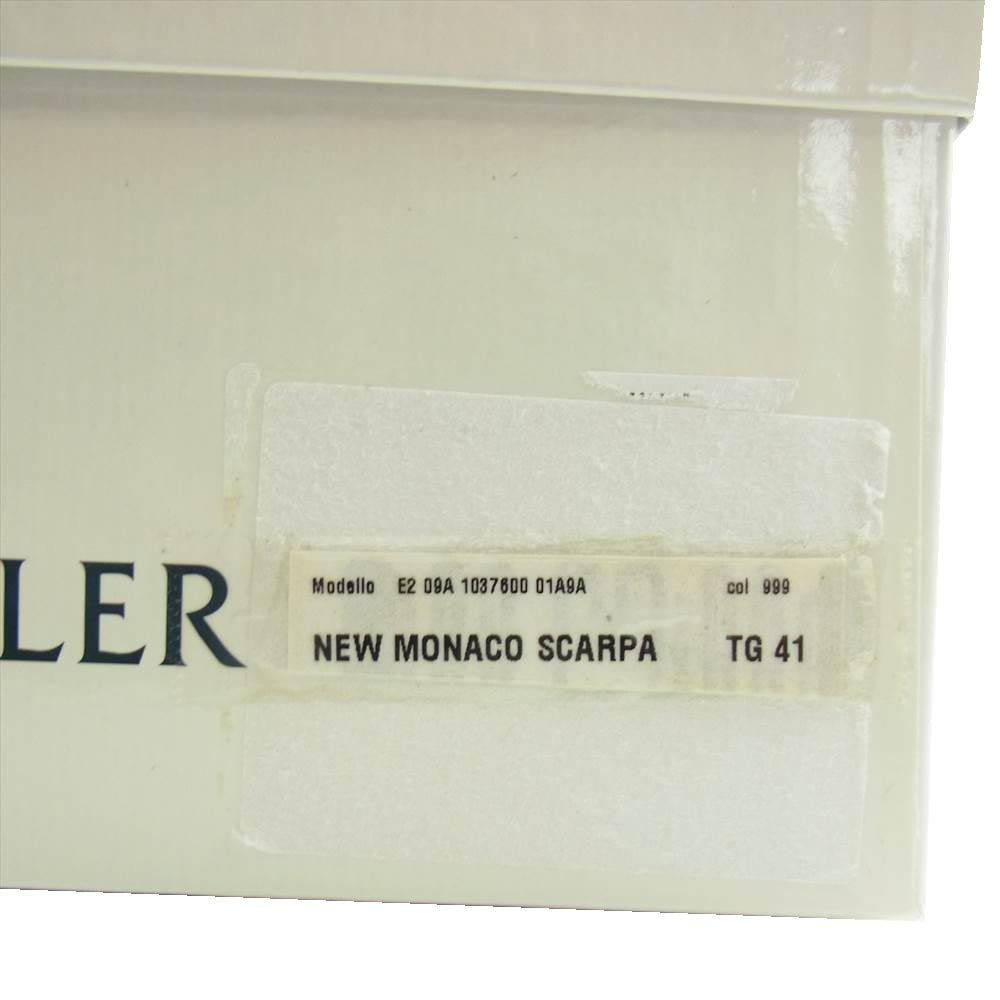 LER
Modello E2 09A 1037600 01A9A col 999
NEW MONACO SCARPA TG 41